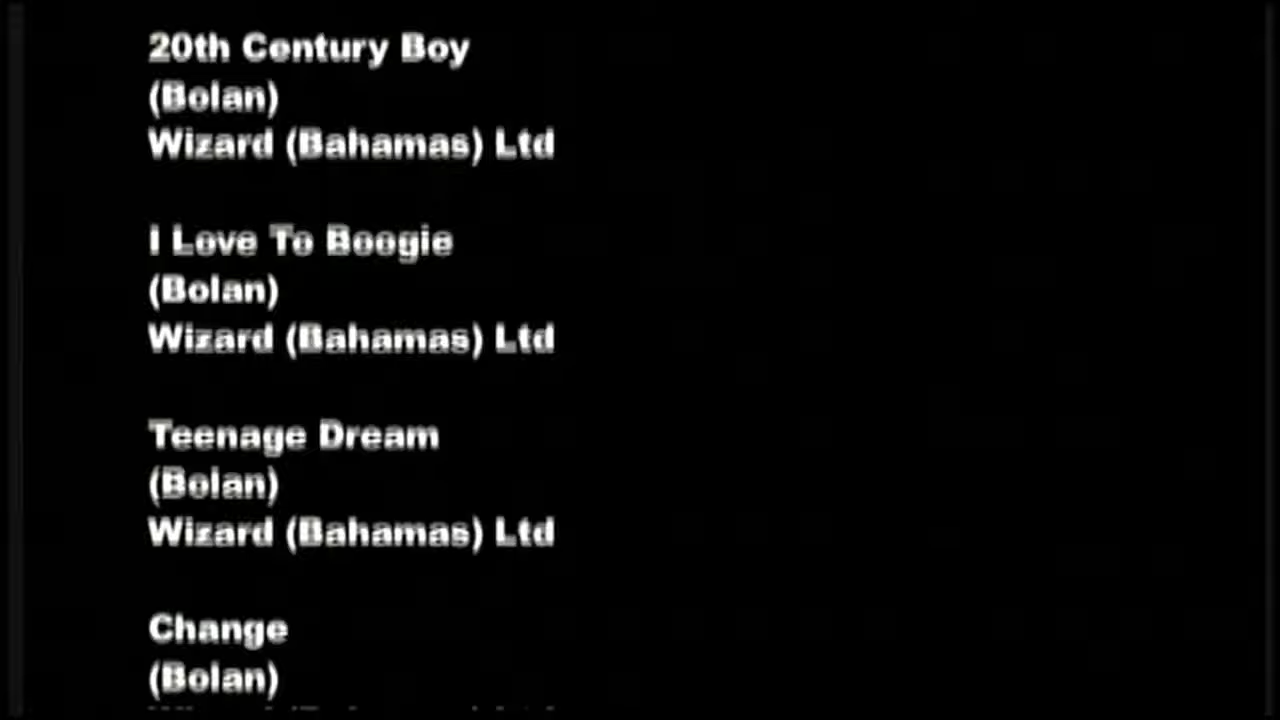 20th Century Boy
(Bolan)
Wizard (Bahamas) Ltd
I Love To Boogie
(Bolan)
Wizard (Bahamas) Ltd
Teenage Dream
(Bolan)
Wizard (Bahamas) Ltd
Change
(Bolan)